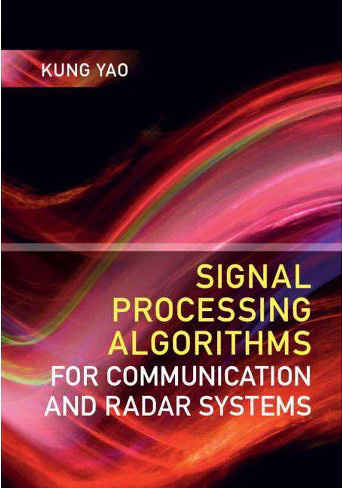 KUNG YAO
SIGNAL
PROCESSING
ALGORITHMS
FOR COMMUNICATION
AND RADAR SYSTEMS